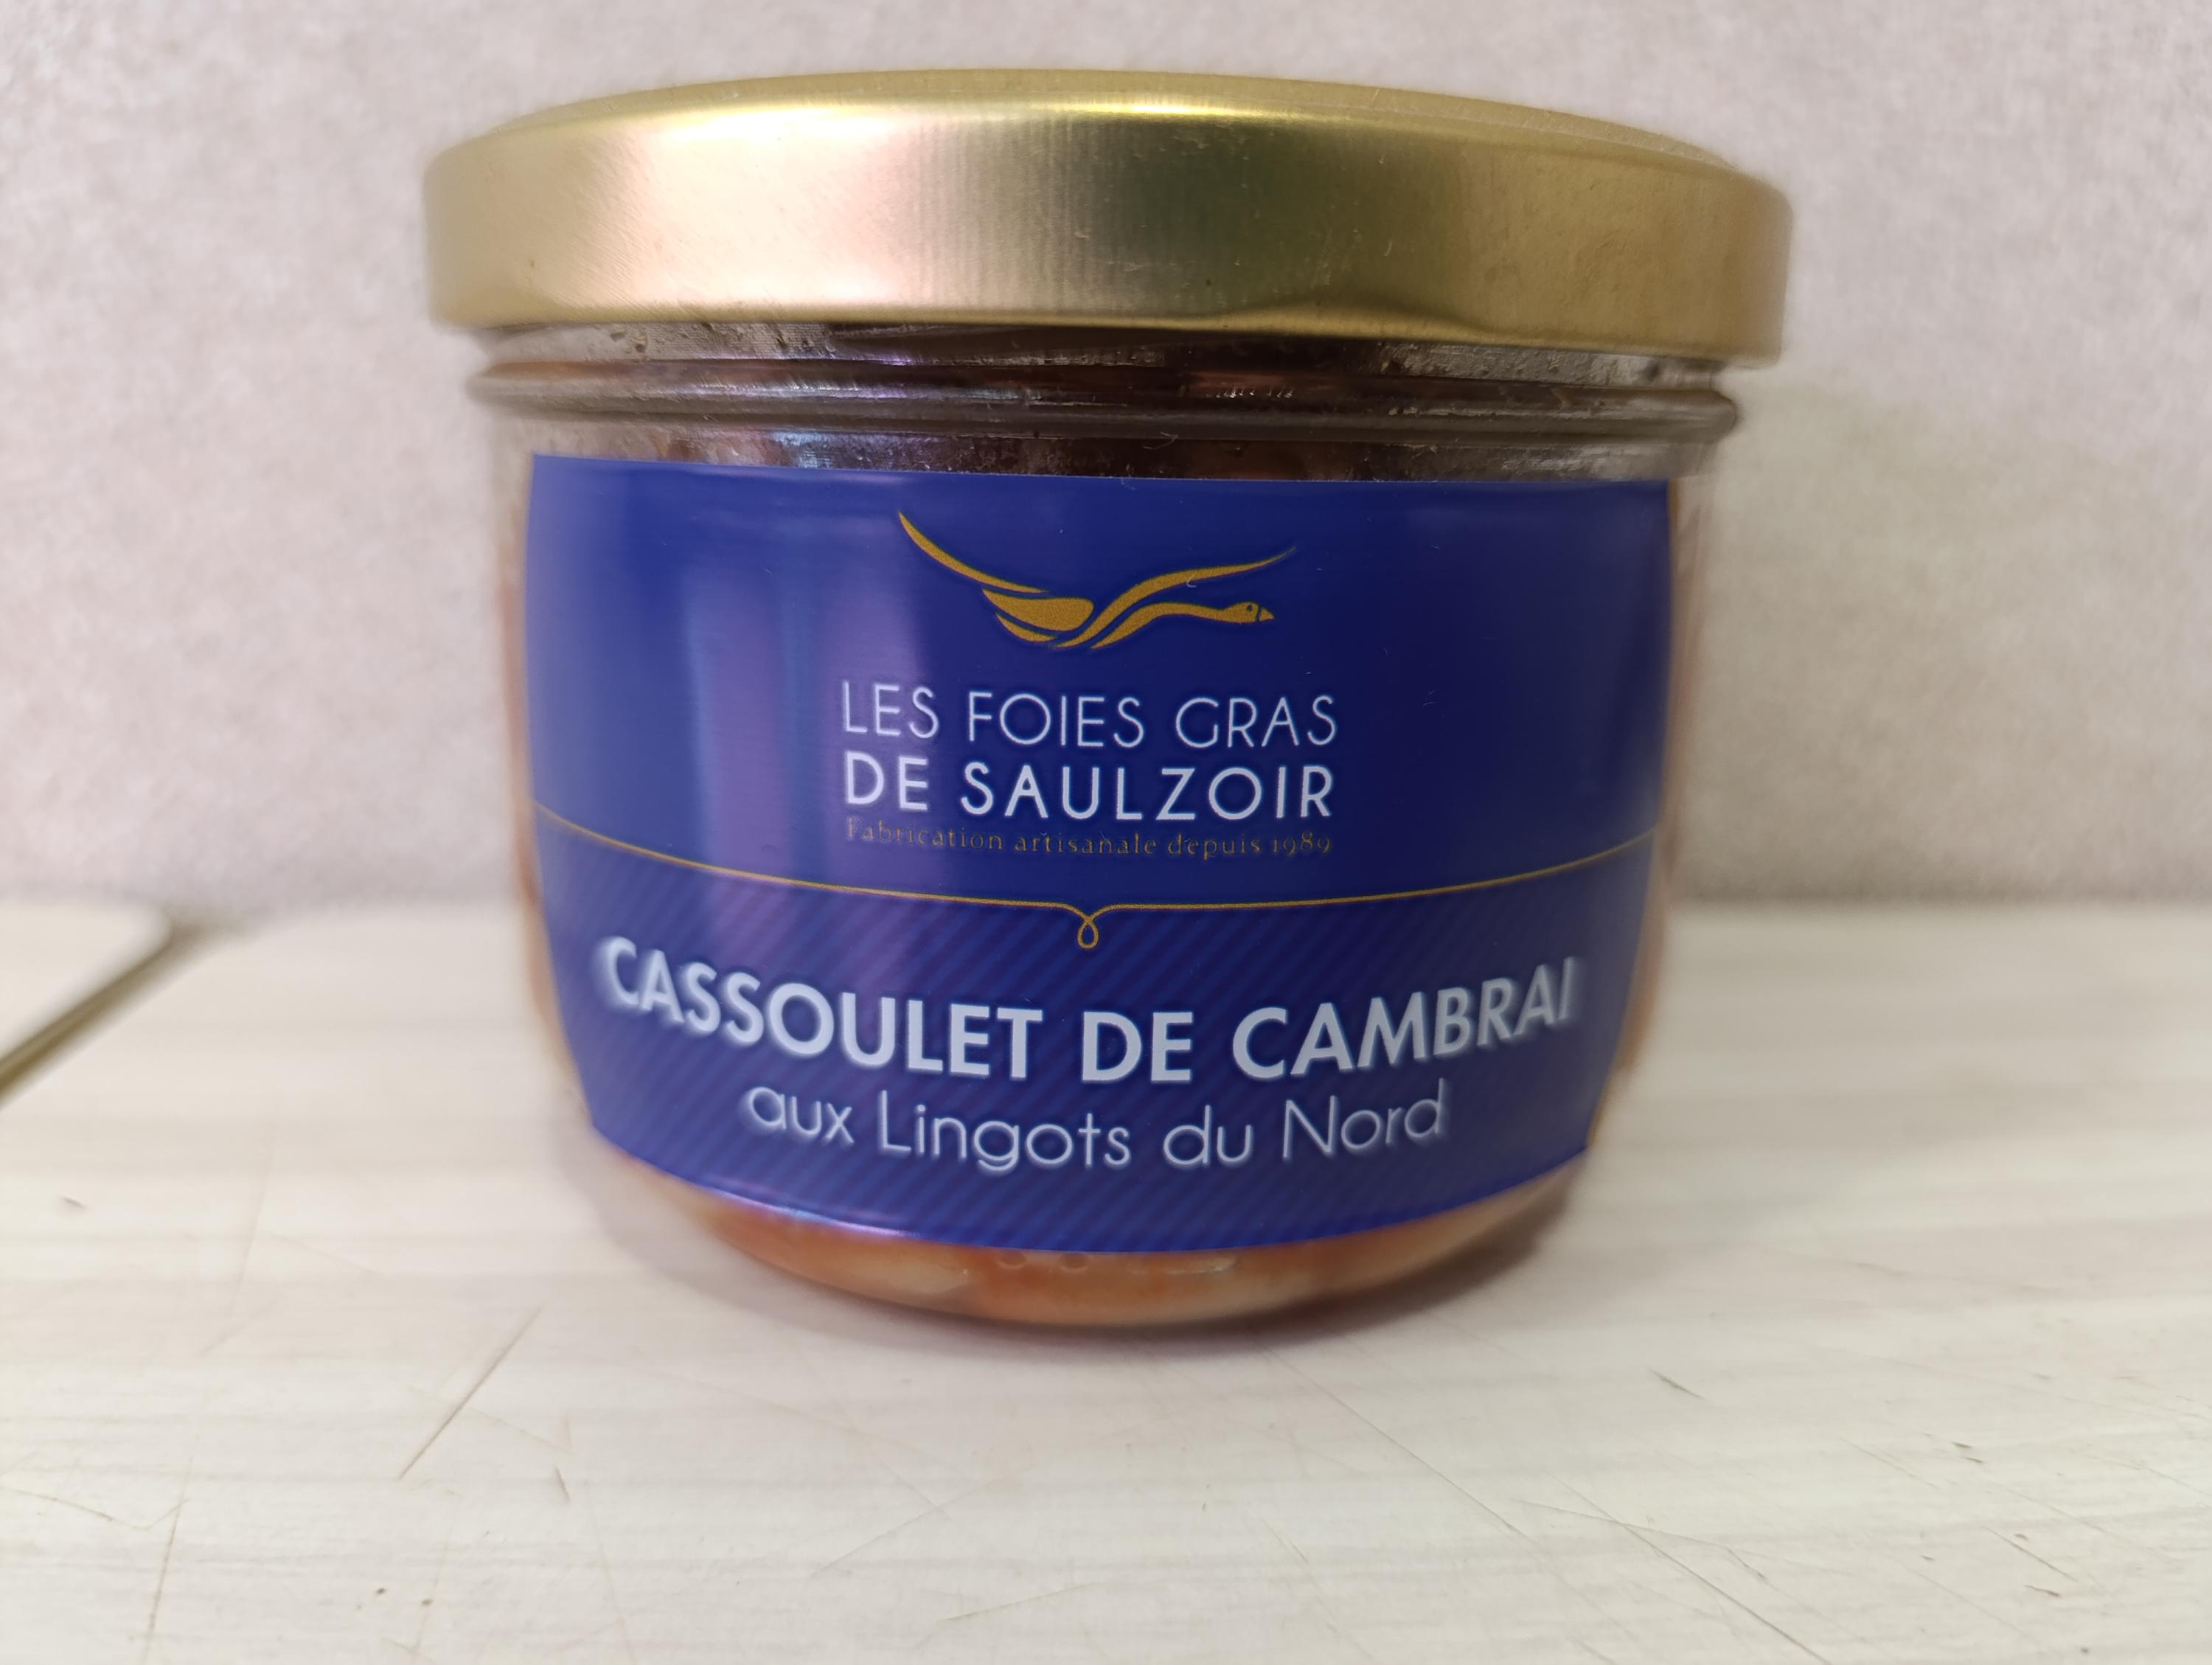 LES FOIES GRAS
DE SAULZOIR
Fabrication artisanale depuis 1989
CASSOULET DE CAMBRAI
aux Lingots du Nord